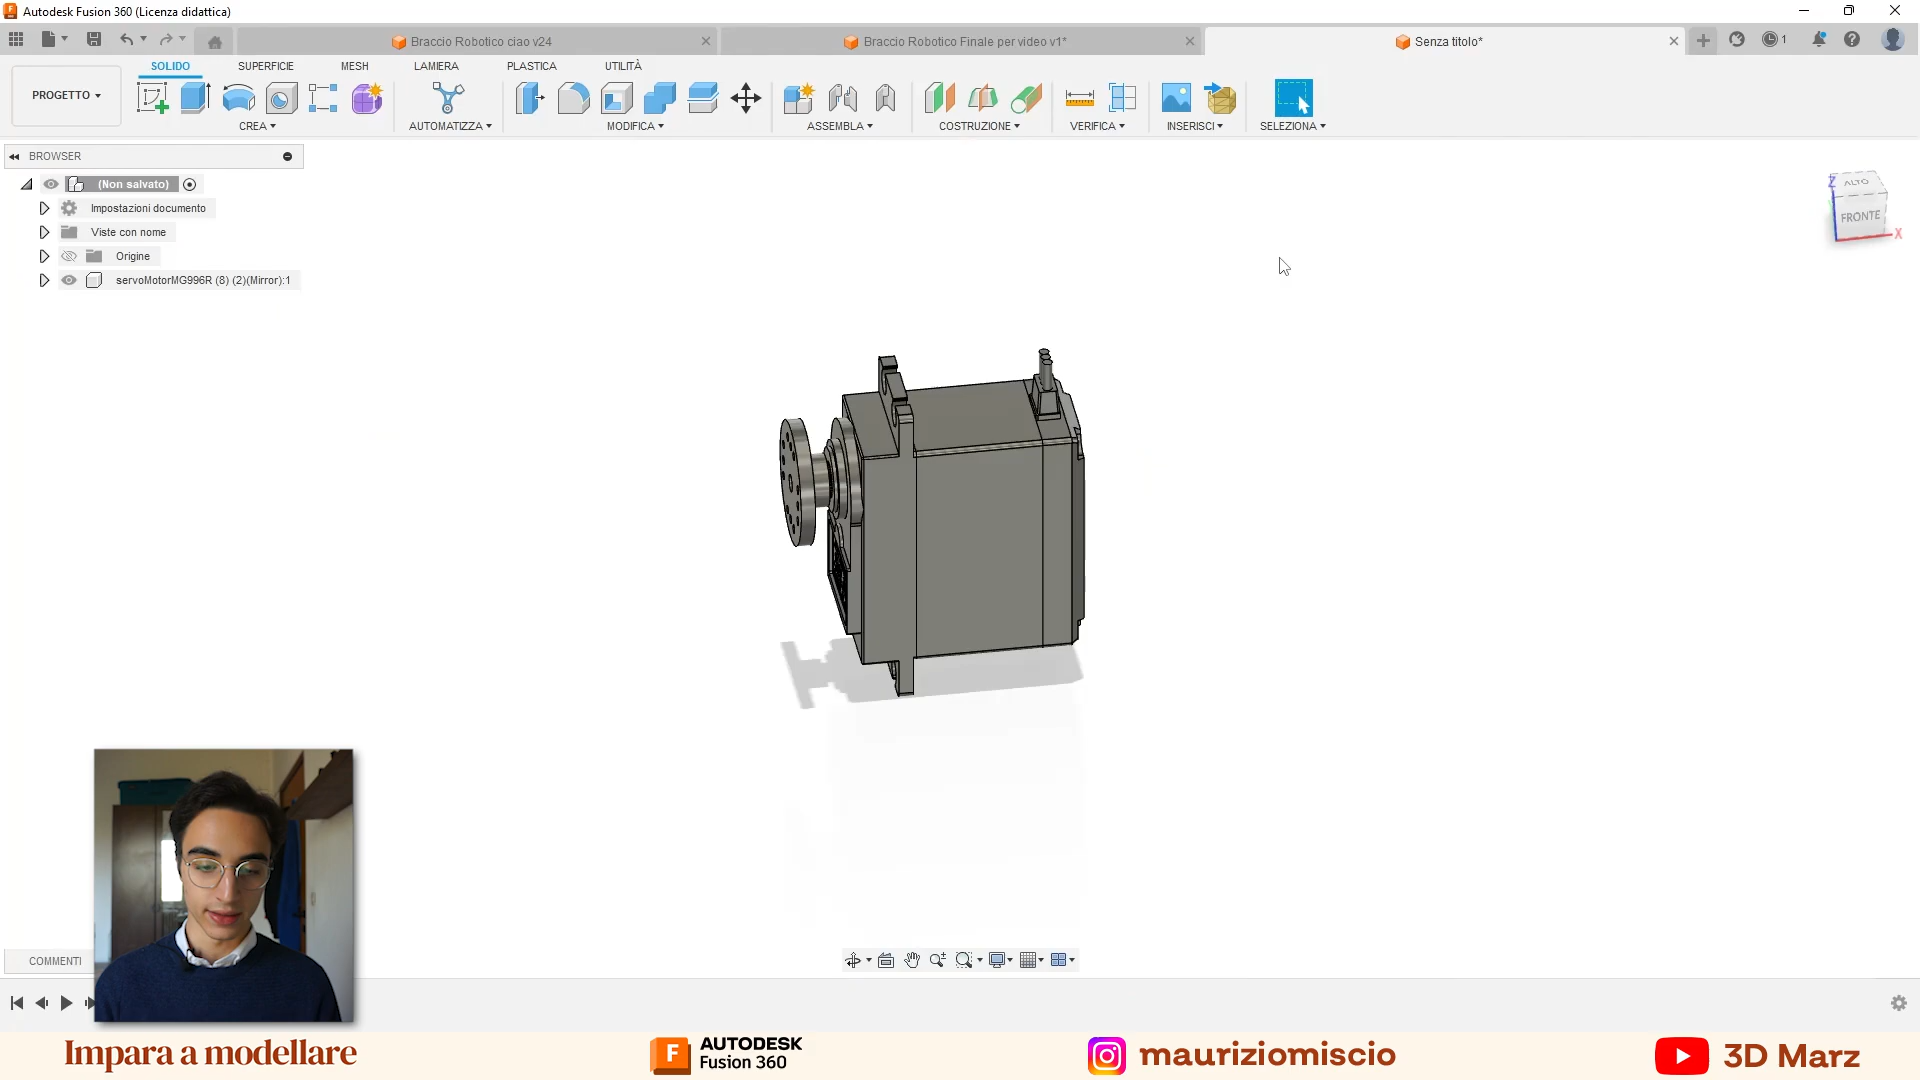 Autodesk Fusion 360 (Licenza didattica)
Braccio Robotico ciao v24
Braccio Robotico Finale per video v1*
Senza titolo*
1
PROGETTO
SOLIDO
SUPERFICIE
MESH
LAMIERA
PLASTICA
UTILITÀ
CREA
AUTOMATIZZA
MODIFICA
ASSEMBLA
COSTRUZIONE
VERIFICA
INSERISCI
SELEZIONA
BROWSER
(Non salvato)
Impostazioni documento
Viste con nome
Origine
servoMotorMG996R (8) (2)(Mirror):1
Z
ALTO
FRONTE
X
COMMENTI
Impara a modellare
F
AUTODESK
Fusion 360
mauriziomiscio
3D Marz